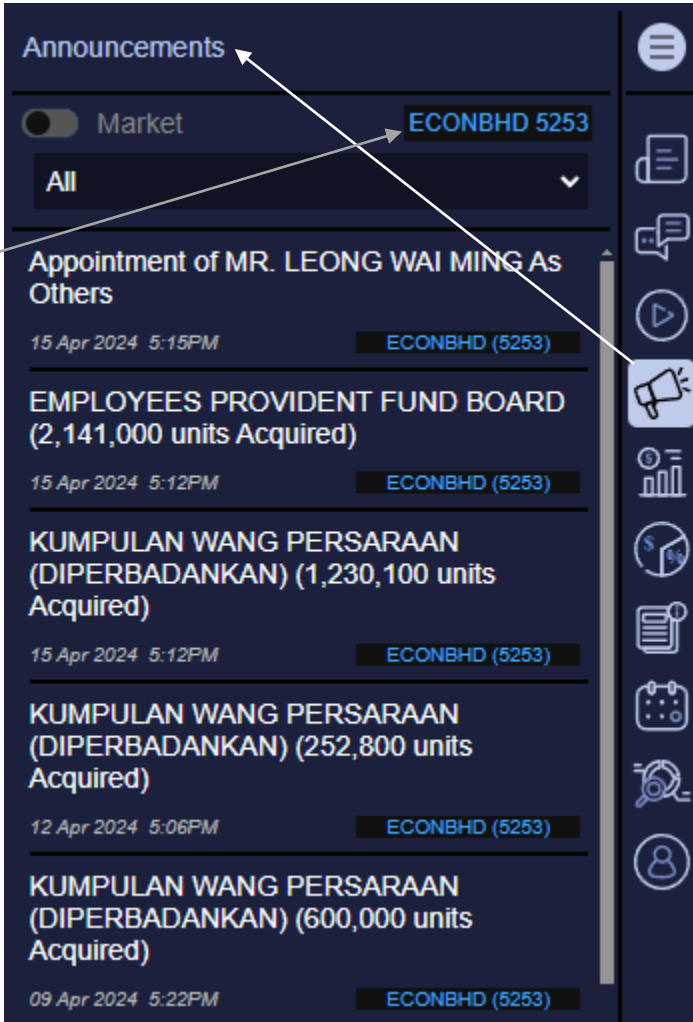 Announcements
Market
ECONBHD 5253
All
Appointment of MR. LEONG WAI MING As
Others
15 Apr 2024 5:15PM
ECONBHD (5253)
EMPLOYEES PROVIDENT FUND BOARD
(2,141,000 units Acquired)
15 Apr 2024 5:12PM
ECONBHD (5253)
KUMPULAN WANG PERSARAAN
(DIPERBADANKAN) (1,230,100 units
Acquired)
15 Apr 2024 5:12PM
ECONBHD (5253)
KUMPULAN WANG PERSARAAN
(DIPERBADANKAN) (252,800 units
Acquired)
12 Apr 2024 5:06PM
ECONBHD (5253)
KUMPULAN WANG PERSARAAN
(DIPERBADANKAN) (600,000 units
Acquired)
09 Apr 2024 5:22PM
ECONBHD (5253)